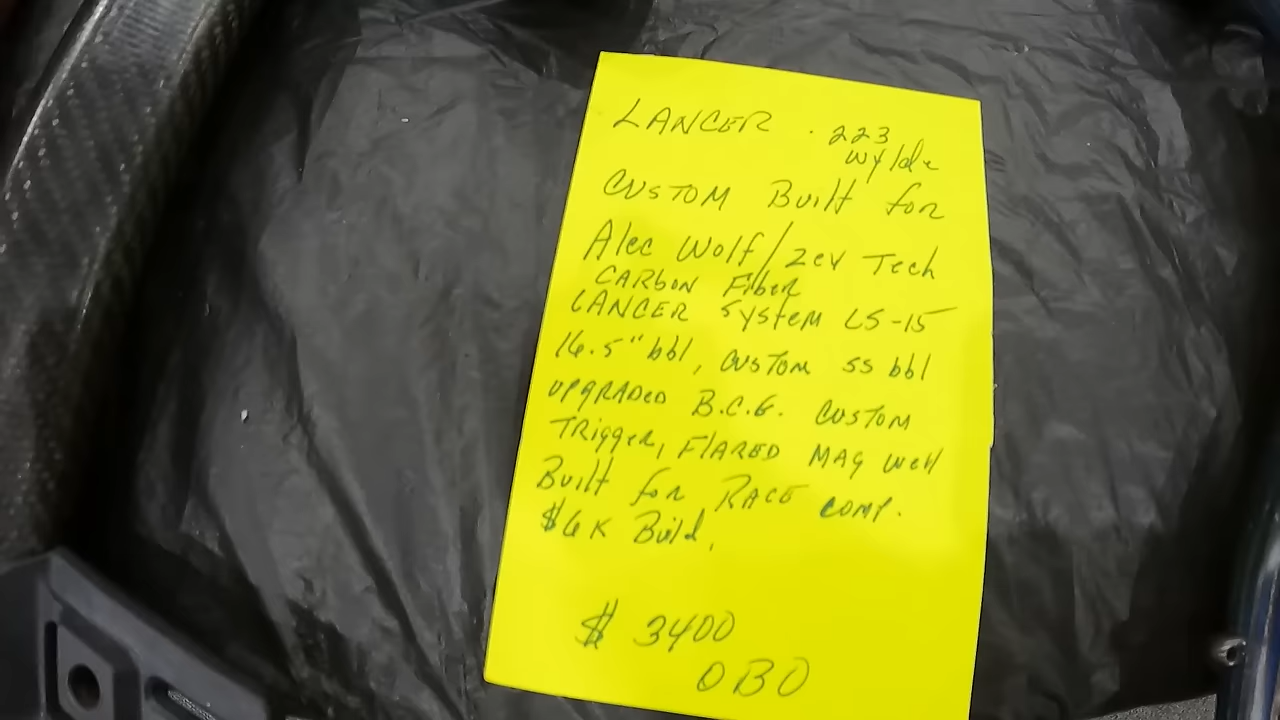 LANCER .223
Wylde
CUSTOM Built for
Alec Wolf/Zev Tech
CARBON Fiber
LANCER System LS-15
16.5" bbl, CUSTOM SS bbl
UPGRADED B.C.G. CUSTOM
TRIGGER, FLARED MAG Well
Built for RACE COMP.
$6K Build,
$ 3400
OBO